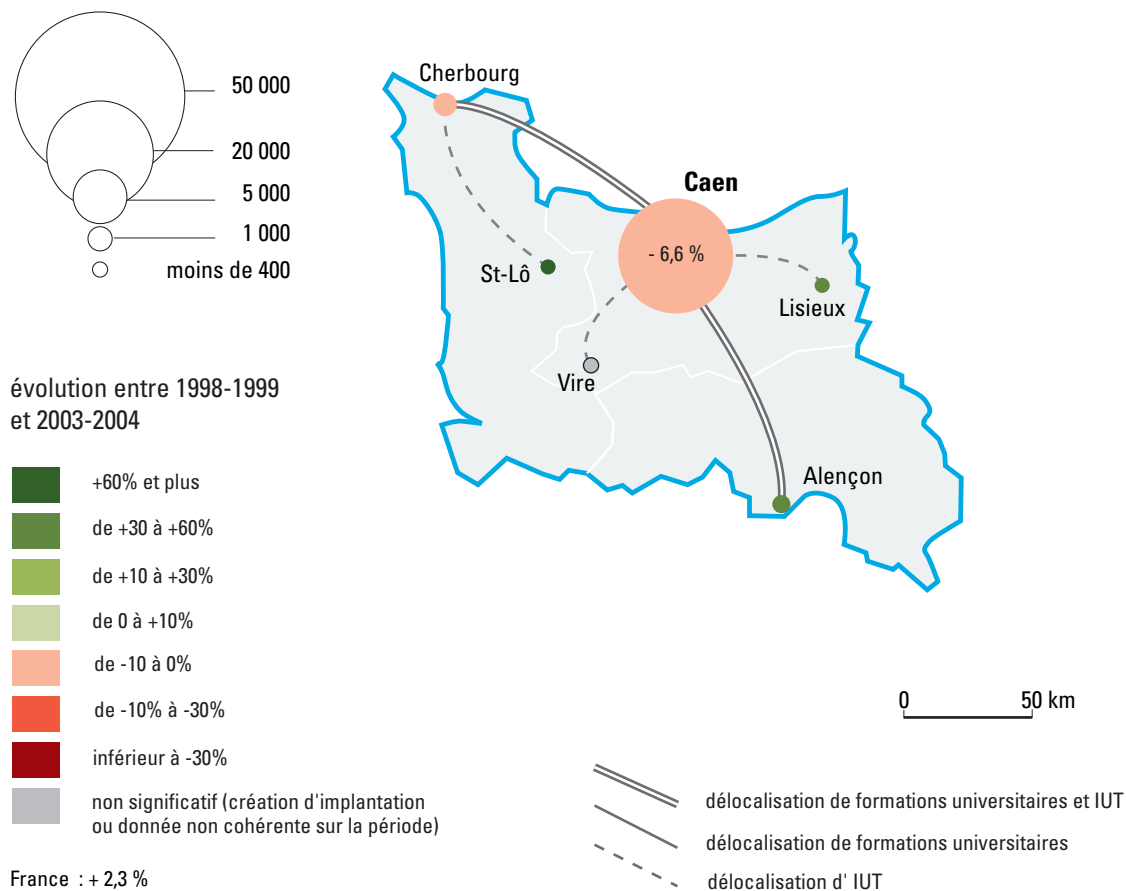 50 000
20 000
5 000
1 000
moins de 400
évolution entre 1998-1999
et 2003-2004
+60% et plus
de +30 à +60%
de +10 à +30%
de 0 à +10%
de -10 à 0%
de -10% à -30%
inférieur à -30%
non significatif (création d'implantation
ou donnée non cohérente sur la période)
France : + 2,3 %
Cherbourg
Caen
- 6,6 %
St-Lô
Lisieux
Vire
Alençon
0 50 km
délocalisation de formations universitaires et IUT
délocalisation de formations universitaires
délocalisation d' IUT